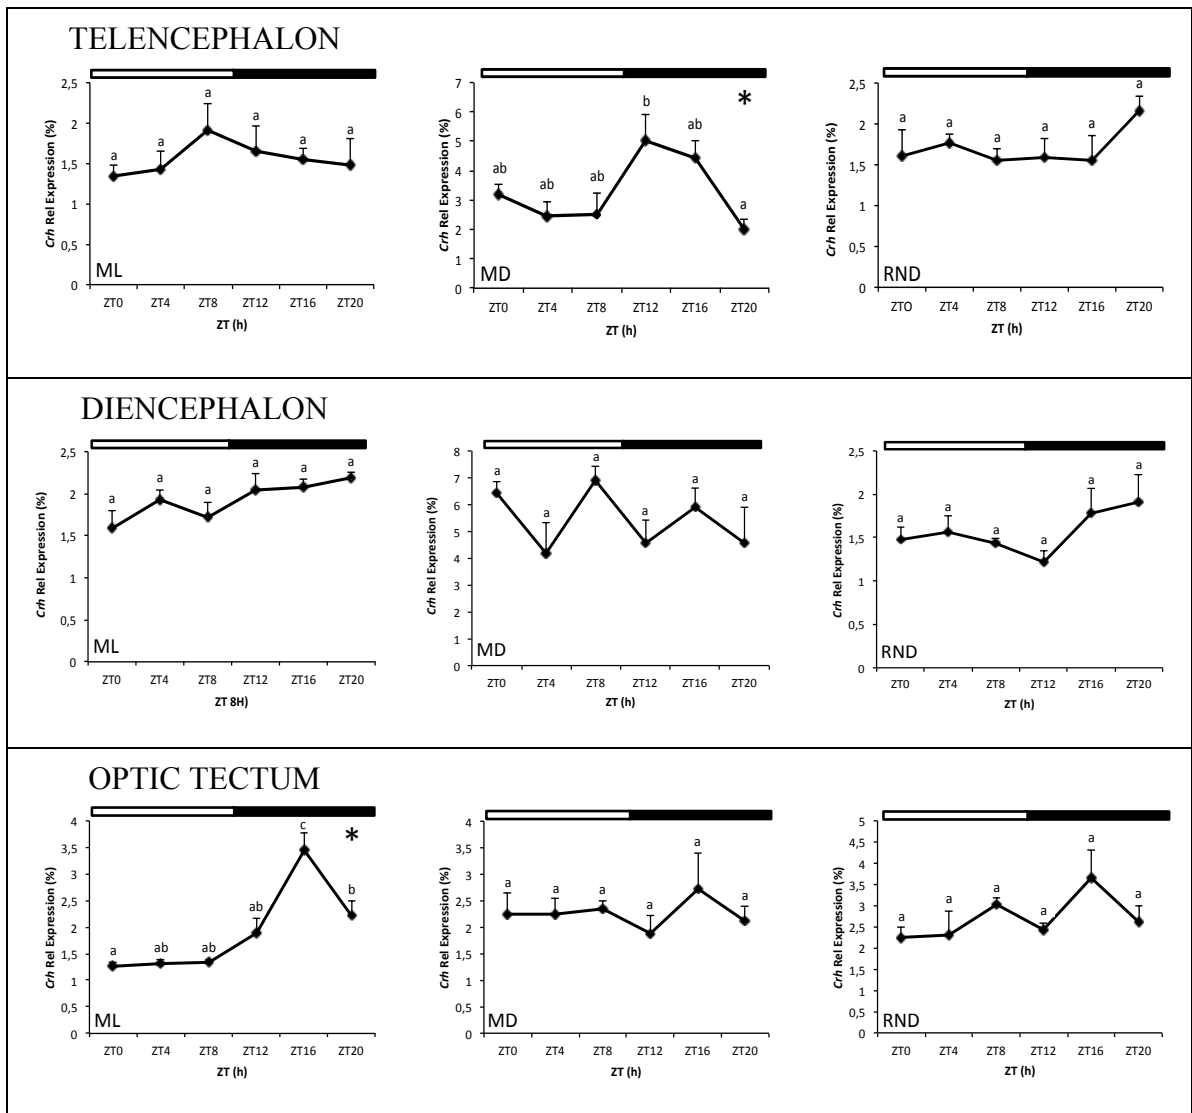 TELENCEPHALON
Crh Rel Expression (%)
2,5
2
1,5
1
0,5
0
a a a a a a
ML
ZT0 ZT4 ZT8 ZT12 ZT16 ZT20
ZT (h)
Crh Rel Expression (%)
7
6
5
4
3
2
1
0
ab ab ab b ab a
*
MD
ZT0 ZT4 ZT8 ZT12 ZT16 ZT20
ZT (h)
Crh Rel Expression (%)
2,5
2
1,5
1
0,5
0
a a a a a a
RND
ZTO ZT4 ZT8 ZT12 ZT16 ZT20
ZT (h)
DIENCEPHALON
Crh Rel Expression (%)
2,5
2
1,5
1
0,5
0
a a a a a a
ML
ZT0 ZT4 ZT8 ZT12 ZT16 ZT20
ZT 8H)
Crh Rel Expression (%)
8
7
6
5
4
3
2
1
0
a a a a a a
MD
ZT0 ZT4 ZT8 ZT12 ZT16 ZT20
ZT (h)
Crh Rel Expression (%)
2,5
2
1,5
1
0,5
0
a a a a a a
RND
ZT0 ZT4 ZT8 ZT12 ZT16 ZT20
ZT (h)
OPTIC TECTUM
Crh Rel Expression (%)
4
3,5
3
2,5
2
1,5
1
0,5
0
a ab ab ab c b
*
ML
ZT0 ZT4 ZT8 ZT12 ZT16 ZT20
ZT (h)
Crh Rel Expression (%)
4
3,5
3
2,5
2
1,5
1
0,5
0
a a a a a a
MD
ZT0 ZT4 ZT8 ZT12 ZT16 ZT20
ZT (h)
Crh Rel Expression (%)
5
4,5
4
3,5
3
2,5
2
1,5
1
0,5
0
a a a a a a
RND
ZT0 ZT4 ZT8 ZT12 ZT16 ZT20
ZT (h)